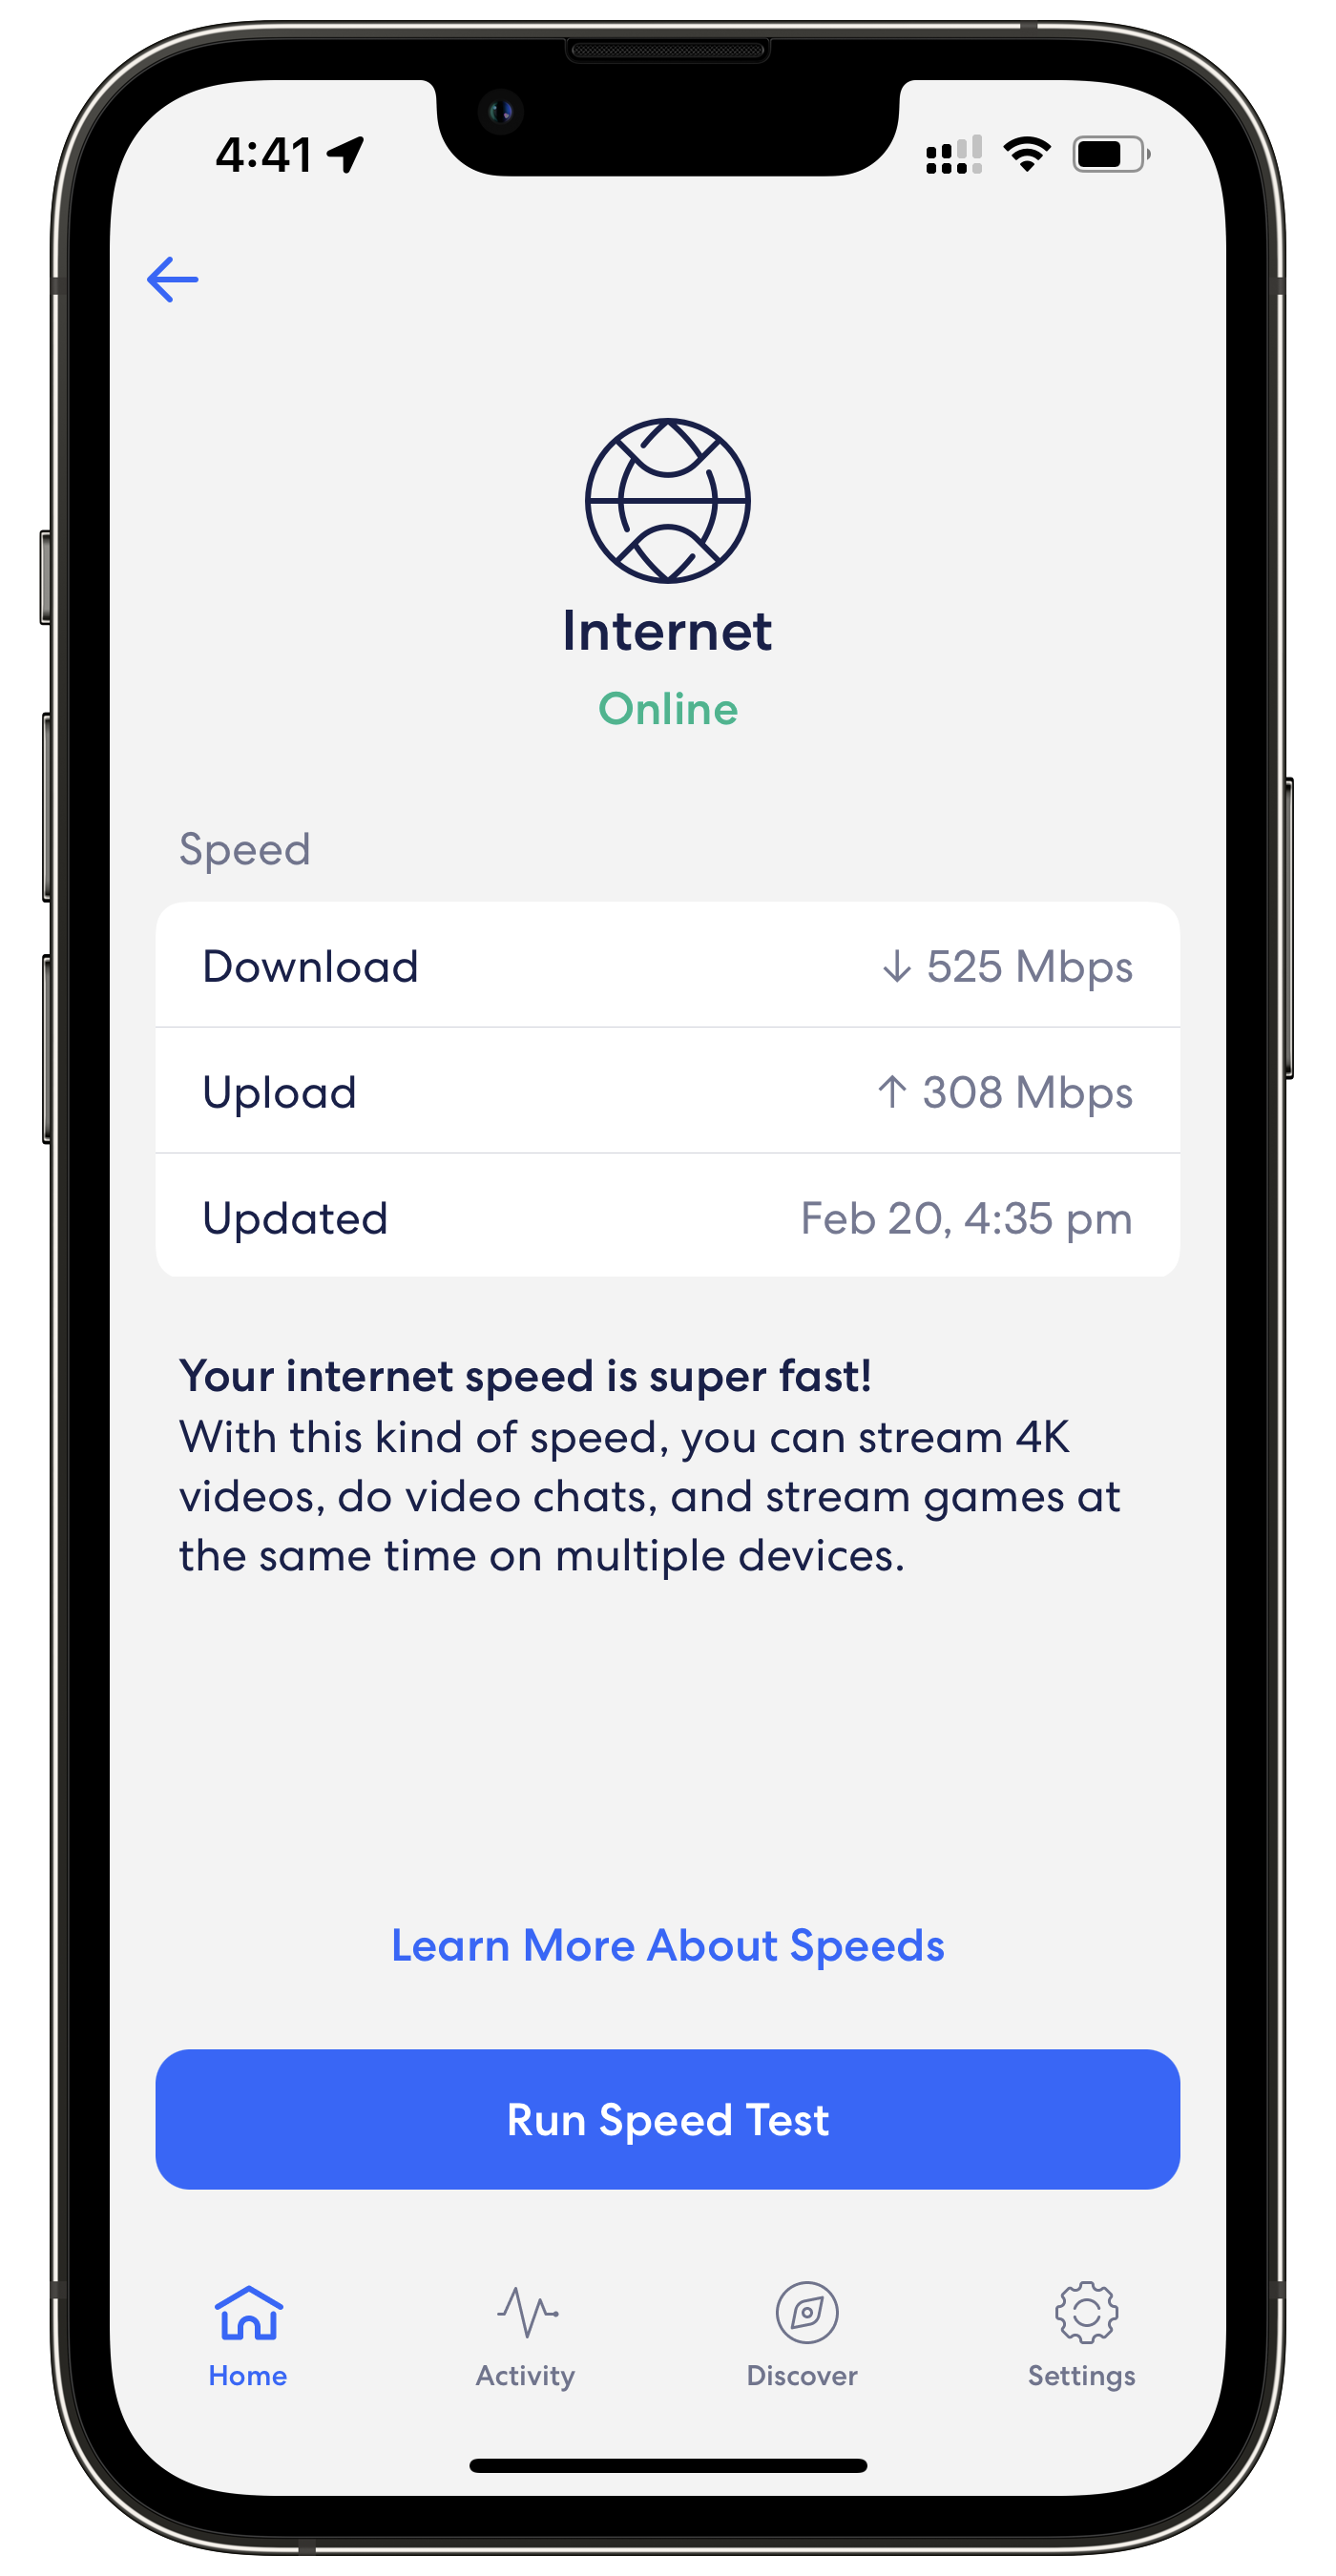 4:41
Internet
Online
Speed
Download ↓ 525 Mbps
Upload ↑ 308 Mbps
Updated Feb 20, 4:35 pm
Your internet speed is super fast!
With this kind of speed, you can stream 4K
videos, do video chats, and stream games at
the same time on multiple devices.
Learn More About Speeds
Run Speed Test
Home Activity Discover Settings